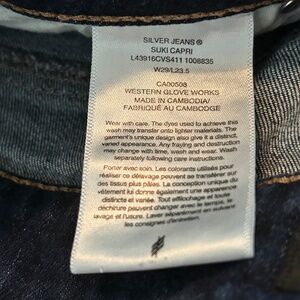 SILVER JEANS®
SUKI CAPRI
L43916CVS411 1008835
W29/L23.5
CA00508
WESTERN GLOVE WORKS
MADE IN CAMBODIA/
FABRIQUÉ AU CAMBODGE
Wear with care. The dyes used to achieve this
wash may transfer onto lighter materials. The
garment's unique design also give it a distinct,
varied appearance. Any fraying and destruction
may change with time, wash and wear. Wash
separately following care instructions.
Porter avec soin. Les colorants utilisés pour
réaliser ce délavage peuvent se transférer sur
des tissus plus pâles. La conception unique du
vêtement lui donne également une apparence
distincte et variée. Tout effilochage et toute
déchirure peuvent changer avec le temps, le
lavage et l'usure. Laver séparément en suivant
les consignes d'entretien.